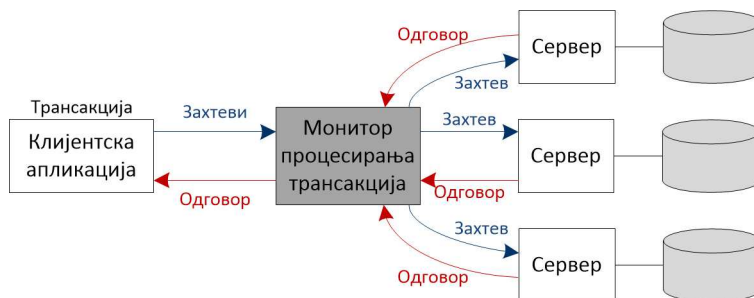 Трансакција
Клијентска
апликација
Захтеви
Одговор
Монитор
процесирања
трансакција
Одговор
Захтев
Сервер
Захтев
Одговор
Сервер
Захтев
Одговор
Сервер